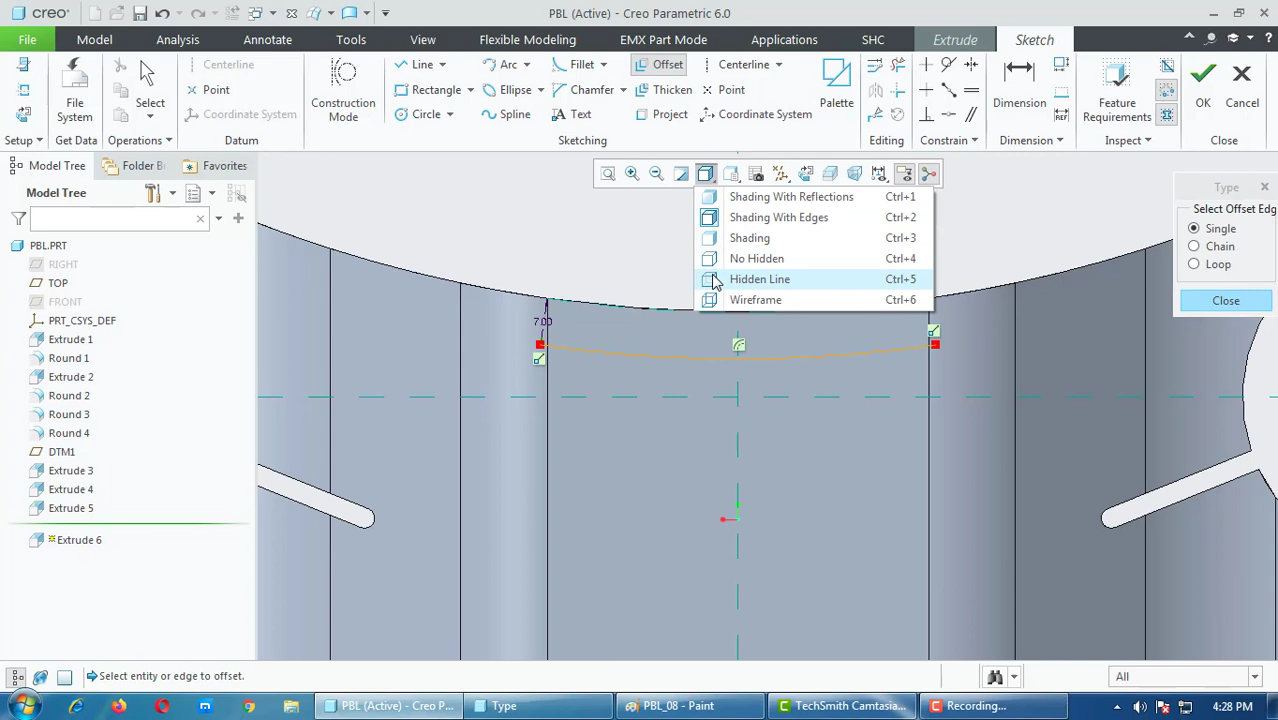 creo
PBL (Active) - Creo Parametric 6.0
File
Model
Analysis
Annotate
Tools
View
Flexible Modeling
EMX Part Mode
Applications
SHC
Extrude
Sketch
Centerline
Point
Coordinate System
File System
Select
Construction Mode
Line
Arc
Fillet
Offset
Centerline
Rectangle
Ellipse
Chamfer
Thicken
Point
Circle
Spline
Text
Project
Coordinate System
Palette
Dimension
Feature Requirements
OK
Cancel
Setup
Get Data
Operations
Datum
Sketching
Editing
Constrain
Dimension
Inspect
Close
Model Tree
Folder B
Favorites
Model Tree
PBL.PRT
RIGHT
TOP
FRONT
PRT_CSYS_DEF
Extrude 1
Round 1
Extrude 2
Round 2
Round 3
Round 4
DTM1
Extrude 3
Extrude 4
Extrude 5
Extrude 6
Shading With Reflections Ctrl+1
Shading With Edges Ctrl+2
Shading Ctrl+3
No Hidden Ctrl+4
Hidden Line Ctrl+5
Wireframe Ctrl+6
7.00
Type
Select Offset Edg
Single
Chain
Loop
Close
Select entity or edge to offset.
All
PBL (Active) - Creo P...
Type
PBL_08 - Paint
TechSmith Camtasia...
Recording...
4:28 PM